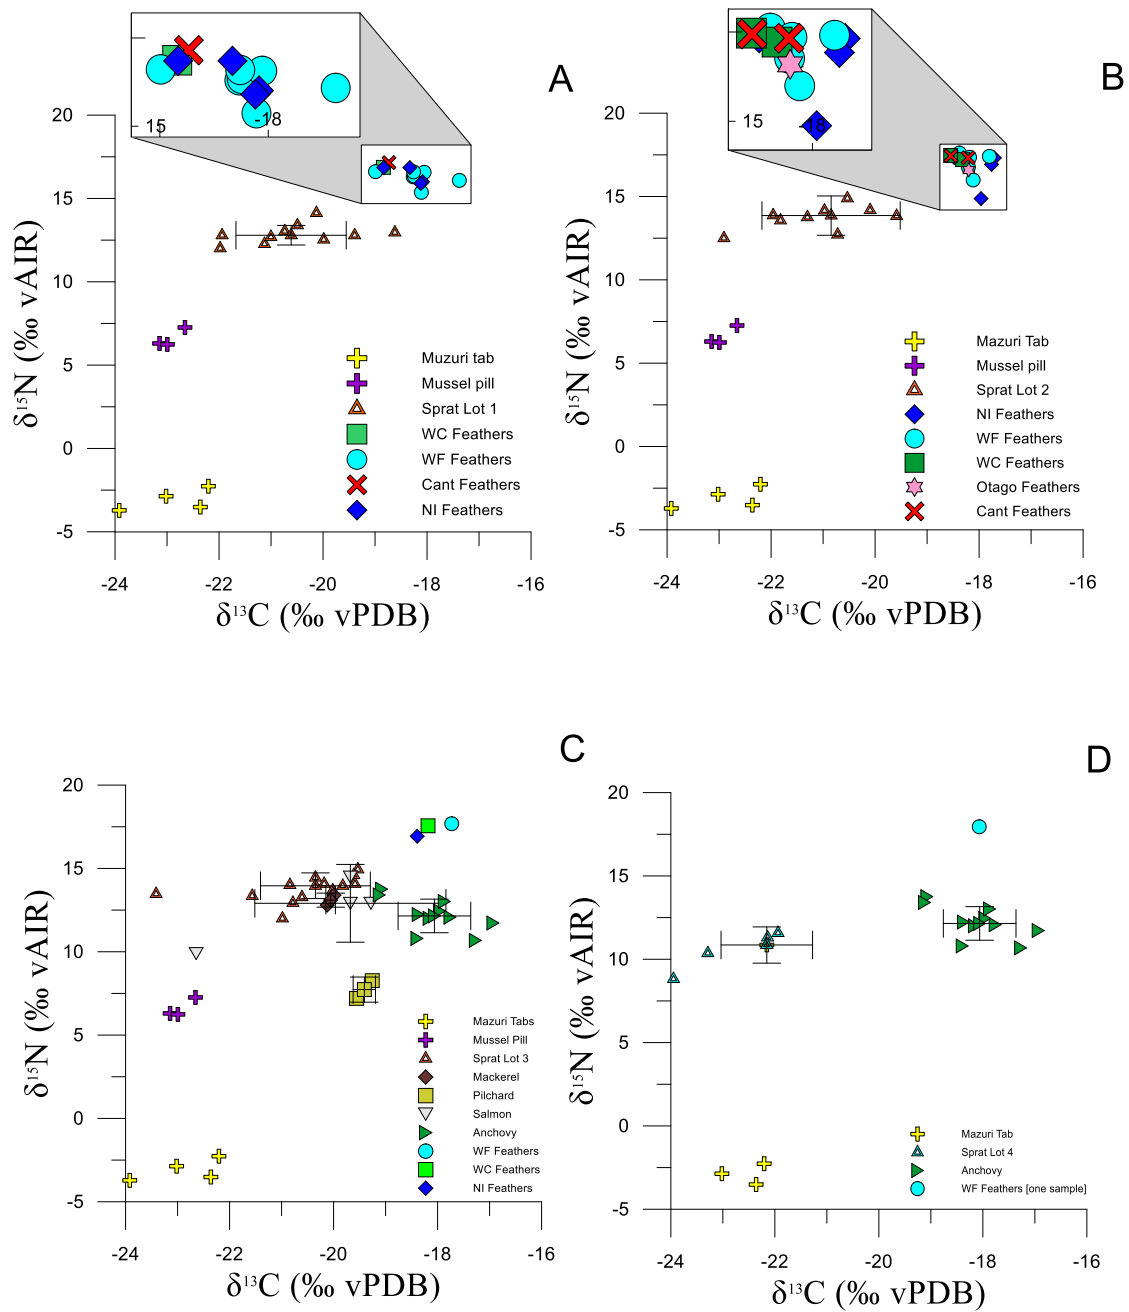 A
15
-18
20
15
10
5
0
-5
-24
-22
-20
-18
-16
δ¹⁵N (‰ vAIR)
δ¹³C (‰ vPDB)
Muzuri tab
Mussel pill
Sprat Lot 1
WC Feathers
WF Feathers
Cant Feathers
NI Feathers
B
15
-18
20
15
10
5
0
-5
-24
-22
-20
-18
-16
δ¹⁵N (‰ vAIR)
δ¹³C (‰ vPDB)
Mazuri Tab
Mussel pill
Sprat Lot 2
NI Feathers
WF Feathers
WC Feathers
Otago Feathers
Cant Feathers
C
20
15
10
5
0
-5
-24
-22
-20
-18
-16
δ¹⁵N (‰ vAIR)
δ¹³C (‰ vPDB)
Mazuri Tabs
Mussel Pill
Sprat Lot 3
Mackerel
Pilchard
Salmon
Anchovy
WF Feathers
WC Feathers
NI Feathers
D
20
15
10
5
0
-5
-24
-22
-20
-18
-16
δ¹⁵N (‰ vAIR)
δ¹³C (‰ vPDB)
Mazuri Tab
Sprat Lot 4
Anchovy
WF Feathers [one sample]